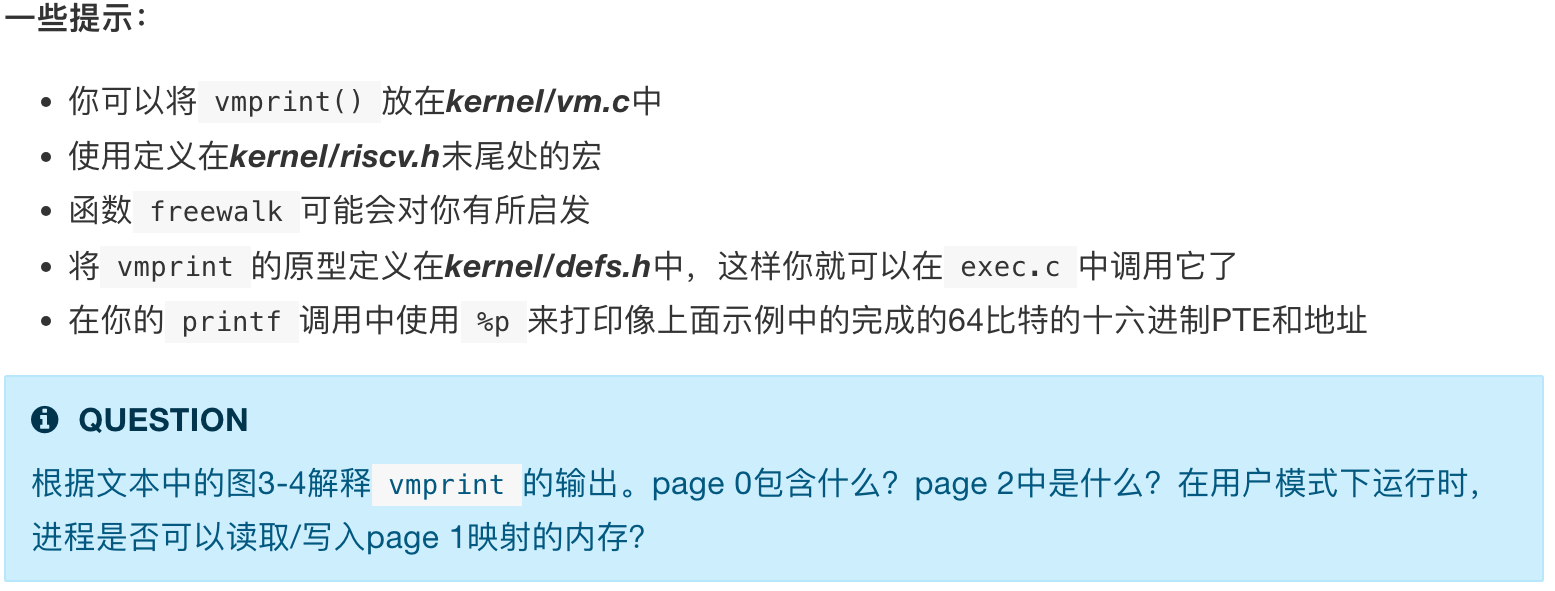 一些提示：
你可以将 vmprint() 放在kernel/vm.c中
使用定义在kernel/riscv.h末尾处的宏
函数 freewalk 可能会对你有所启发
将 vmprint 的原型定义在kernel/defs.h中，这样你就可以在 exec.c 中调用它了
在你的 printf 调用中使用 %p 来打印像上面示例中的完成的64比特的十六进制PTE和地址
QUESTION
根据文本中的图3-4解释 vmprint 的输出。page 0包含什么？page 2中是什么？在用户模式下运行时，
进程是否可以读取/写入page 1映射的内存？